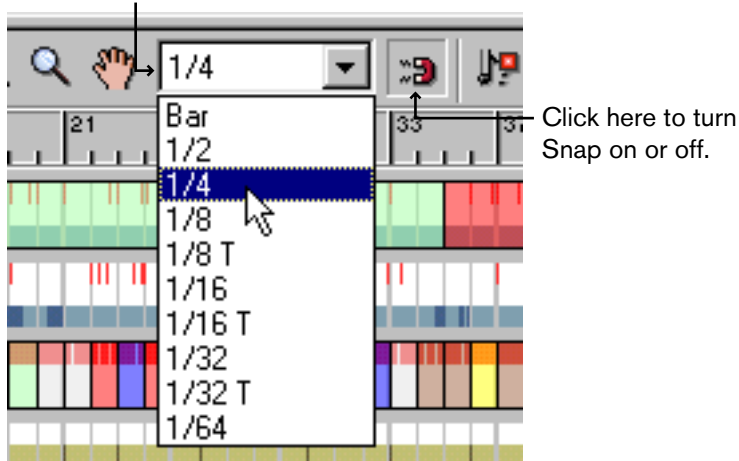 1/4
21
Bar
33
37
Click here to turn
Snap on or off.
1/2
1/4
1/8
1/8 T
1/16
1/16 T
1/32
1/32 T
1/64